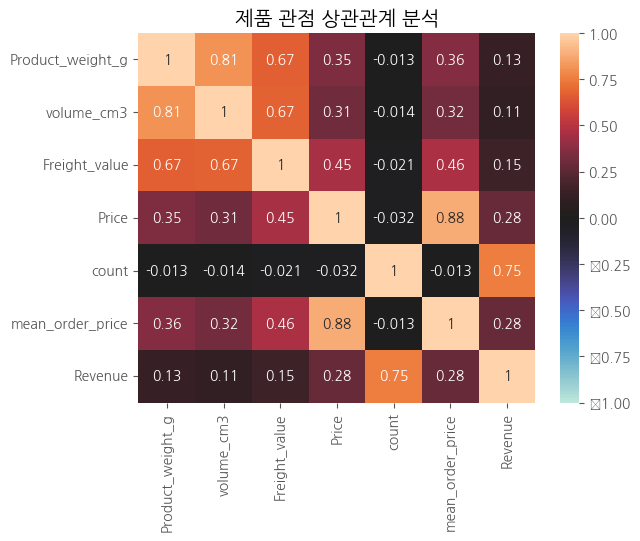 제품 관점 상관관계 분석
Product_weight_g 1 0.81 0.67 0.35 -0.013 0.36 0.13
volume_cm3 0.81 1 0.67 0.31 -0.014 0.32 0.11
Freight_value 0.67 0.67 1 0.45 -0.021 0.46 0.15
Price 0.35 0.31 0.45 1 -0.032 0.88 0.28
count -0.013 -0.014 -0.021 -0.032 1 -0.013 0.75
mean_order_price 0.36 0.32 0.46 0.88 -0.013 1 0.28
Revenue 0.13 0.11 0.15 0.28 0.75 0.28 1
Product_weight_g
volume_cm3
Freight_value
Price
count
mean_order_price
Revenue
1.00
0.75
0.50
0.25
0.00
▯0.25
▯0.50
▯0.75
▯1.00